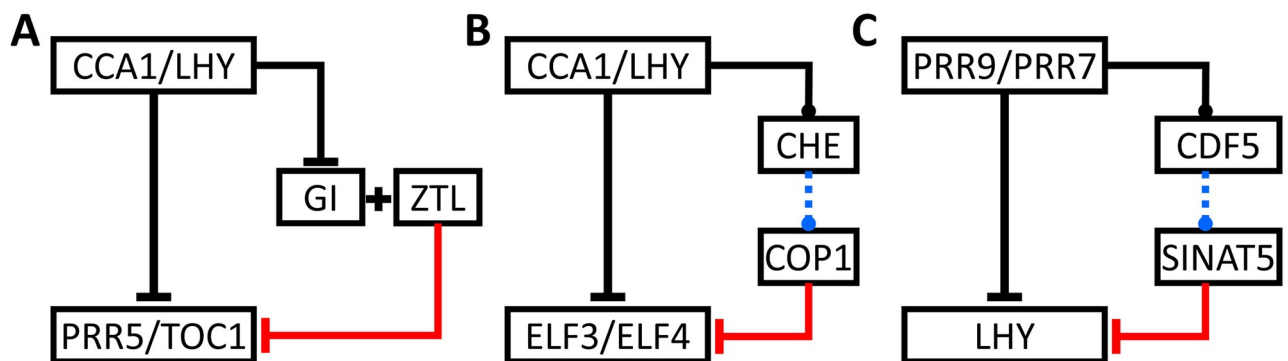 A
CCA1/LHY
GI + ZTL
PRR5/TOC1
B
CCA1/LHY
CHE
COP1
ELF3/ELF4
C
PRR9/PRR7
CDF5
SINAT5
LHY